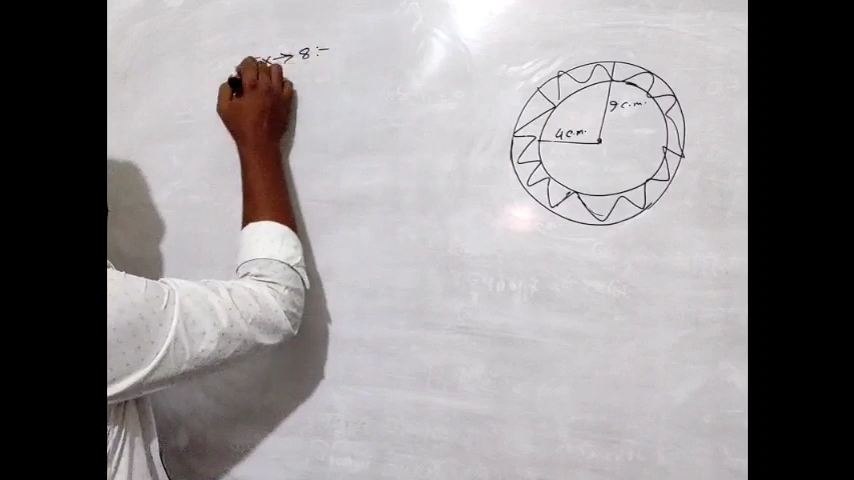 x → 8 :-
9 c.m.
4 c.m.